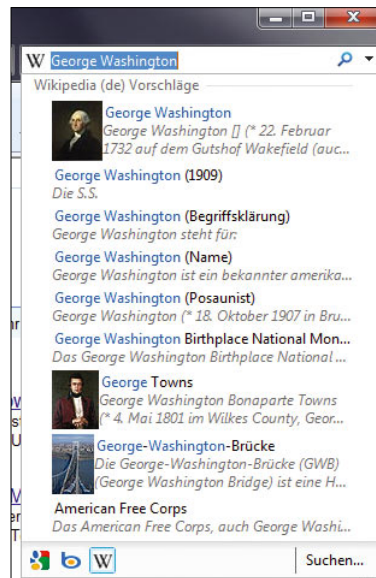 W George Washington
Wikipedia (de) Vorschläge
George Washington
George Washington [] (* 22. Februar
1732 auf dem Gutshof Wakefield (auc...
George Washington (1909)
Die S.S.
George Washington (Begriffsklärung)
George Washington steht für:
George Washington (Name)
George Washington ist ein bekannter amerika...
George Washington (Posaunist)
George Washington (* 18. Oktober 1907 in Bru...
George Washington Birthplace National Mon...
Das George Washington Birthplace National ...
George Towns
George Washington Bonaparte Towns
(* 4. Mai 1801 im Wilkes County, Geor...
George-Washington-Brücke
Die George-Washington-Brücke (GWB)
(George Washington Bridge) ist eine H...
American Free Corps
Das American Free Corps, auch George Washi...
W Suchen...